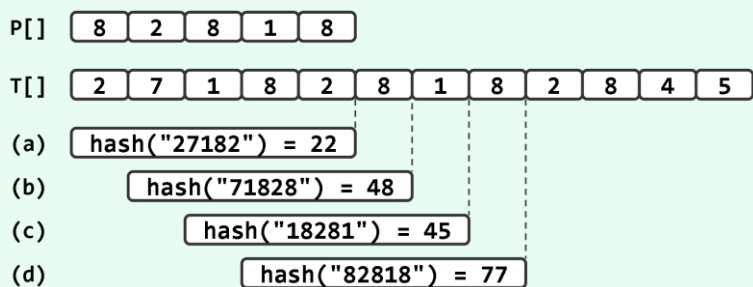 P[] 8 2 8 1 8
T[] 2 7 1 8 2 8 1 8 2 8 4 5
(a) hash("27182") = 22
(b) hash("71828") = 48
(c) hash("18281") = 45
(d) hash("82818") = 77